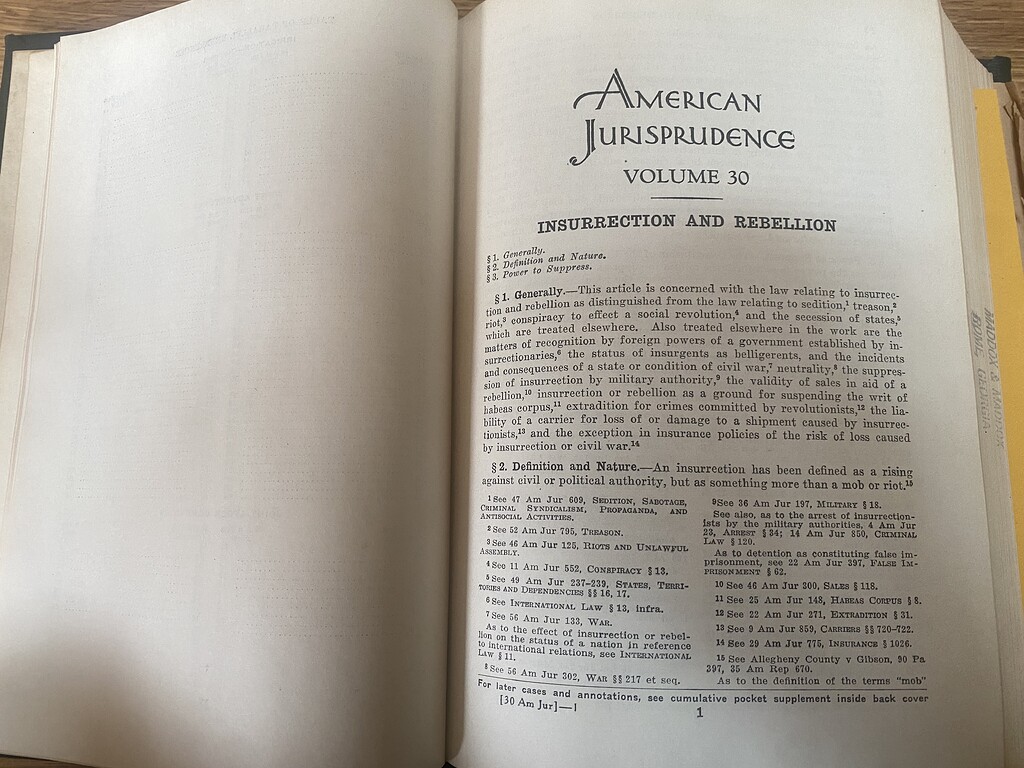 AMERICAN
JURISPRUDENCE
VOLUME 30
INSURRECTION AND REBELLION
§ 1. Generally.
§ 2. Definition and Nature.
§ 3. Power to Suppress.
§ 1. Generally.—This article is concerned with the law relating to insurrec-
tion and rebellion as distinguished from the law relating to sedition,¹ treason,²
riot,³ conspiracy to effect a social revolution,⁴ and the secession of states,⁵
which are treated elsewhere. Also treated elsewhere in the work are the
matters of recognition by foreign powers of a government established by in-
surrectionaries,⁶ the status of insurgents as belligerents, and the incidents
and consequences of a state or condition of civil war,⁷ neutrality,⁸ the suppres-
sion of insurrection by military authority,⁹ the validity of sales in aid of a
rebellion,¹⁰ insurrection or rebellion as a ground for suspending the writ of
habeas corpus,¹¹ extradition for crimes committed by revolutionists,¹² the lia-
bility of a carrier for loss of or damage to a shipment caused by insurrec-
tionists,¹³ and the exception in insurance policies of the risk of loss caused
by insurrection or civil war.¹⁴
§ 2. Definition and Nature.—An insurrection has been defined as a rising
against civil or political authority, but as something more than a mob or riot.¹⁵
¹ See 47 Am Jur 609, SEDITION, SABOTAGE,
CRIMINAL SYNDICALISM, PROPAGANDA, AND
ANTISOCIAL ACTIVITIES.
² See 52 Am Jur 795, TREASON.
³ See 46 Am Jur 125, RIOTS AND UNLAWFUL
ASSEMBLY.
⁴ See 11 Am Jur 552, CONSPIRACY § 13.
⁵ See 49 Am Jur 237–239, STATES, TERRI-
TORIES AND DEPENDENCIES §§ 16, 17.
⁶ See INTERNATIONAL LAW § 13, infra.
⁷ See 56 Am Jur 133, WAR.
As to the effect of insurrection or rebel-
lion on the status of a nation in reference
to international relations, see INTERNATIONAL
LAW § 11.
⁸ See 56 Am Jur 302, WAR §§ 217 et seq.
⁹See 36 Am Jur 197, MILITARY § 18.
See also, as to the arrest of insurrection-
ists by the military authorities, 4 Am Jur
23, ARREST § 34; 14 Am Jur 850, CRIMINAL
LAW § 120.
As to detention as constituting false im-
prisonment, see 22 Am Jur 397, FALSE IM-
PRISONMENT § 62.
¹⁰ See 46 Am Jur 300, SALES § 118.
¹¹ See 25 Am Jur 148, HABEAS CORPUS § 8.
¹² See 22 Am Jur 271, EXTRADITION § 31.
¹³ See 9 Am Jur 859, CARRIERS §§ 720–722.
¹⁴ See 29 Am Jur 775, INSURANCE § 1026.
¹⁵ See Allegheny County v Gibson, 90 Pa
397, 35 Am Rep 670.
As to the definition of the terms "mob"
For later cases and annotations, see cumulative pocket supplement inside back cover
[30 Am Jur]—1
1
MADDOX & MADDOX
ROME, GEORGIA.